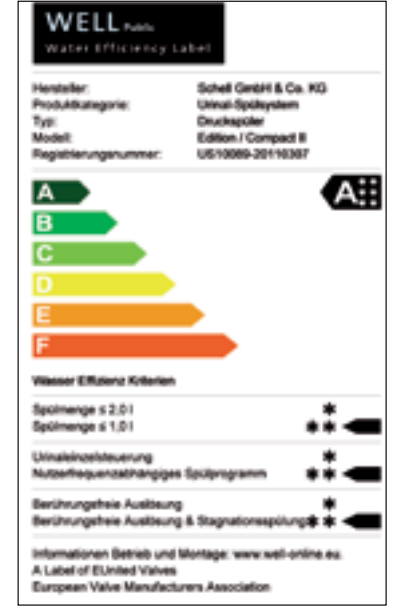 WELL Public
Water Efficiency Label
Hersteller: Schell GmbH & Co. KG
Produktkategorie: Urinal-Spülsystem
Typ: Druckspüler
Modell: Edition / Compact II
Registrierungsnummer: US10089-20110307
A A
B
C
D
E
F
Wasser Effizienz Kriterien
Spülmenge ≤ 2,0 l *
Spülmenge ≤ 1,0 l * *
Urinaleinzelsteuerung *
Nutzerfrequenzabhängiges Spülprogramm * *
Berührungsfreie Auslösung *
Berührungsfreie Auslösung & Stagnationsspülung * *
Informationen Betrieb und Montage: www.well-online.eu.
A Label of EUnited Valves
European Valve Manufacturers Association